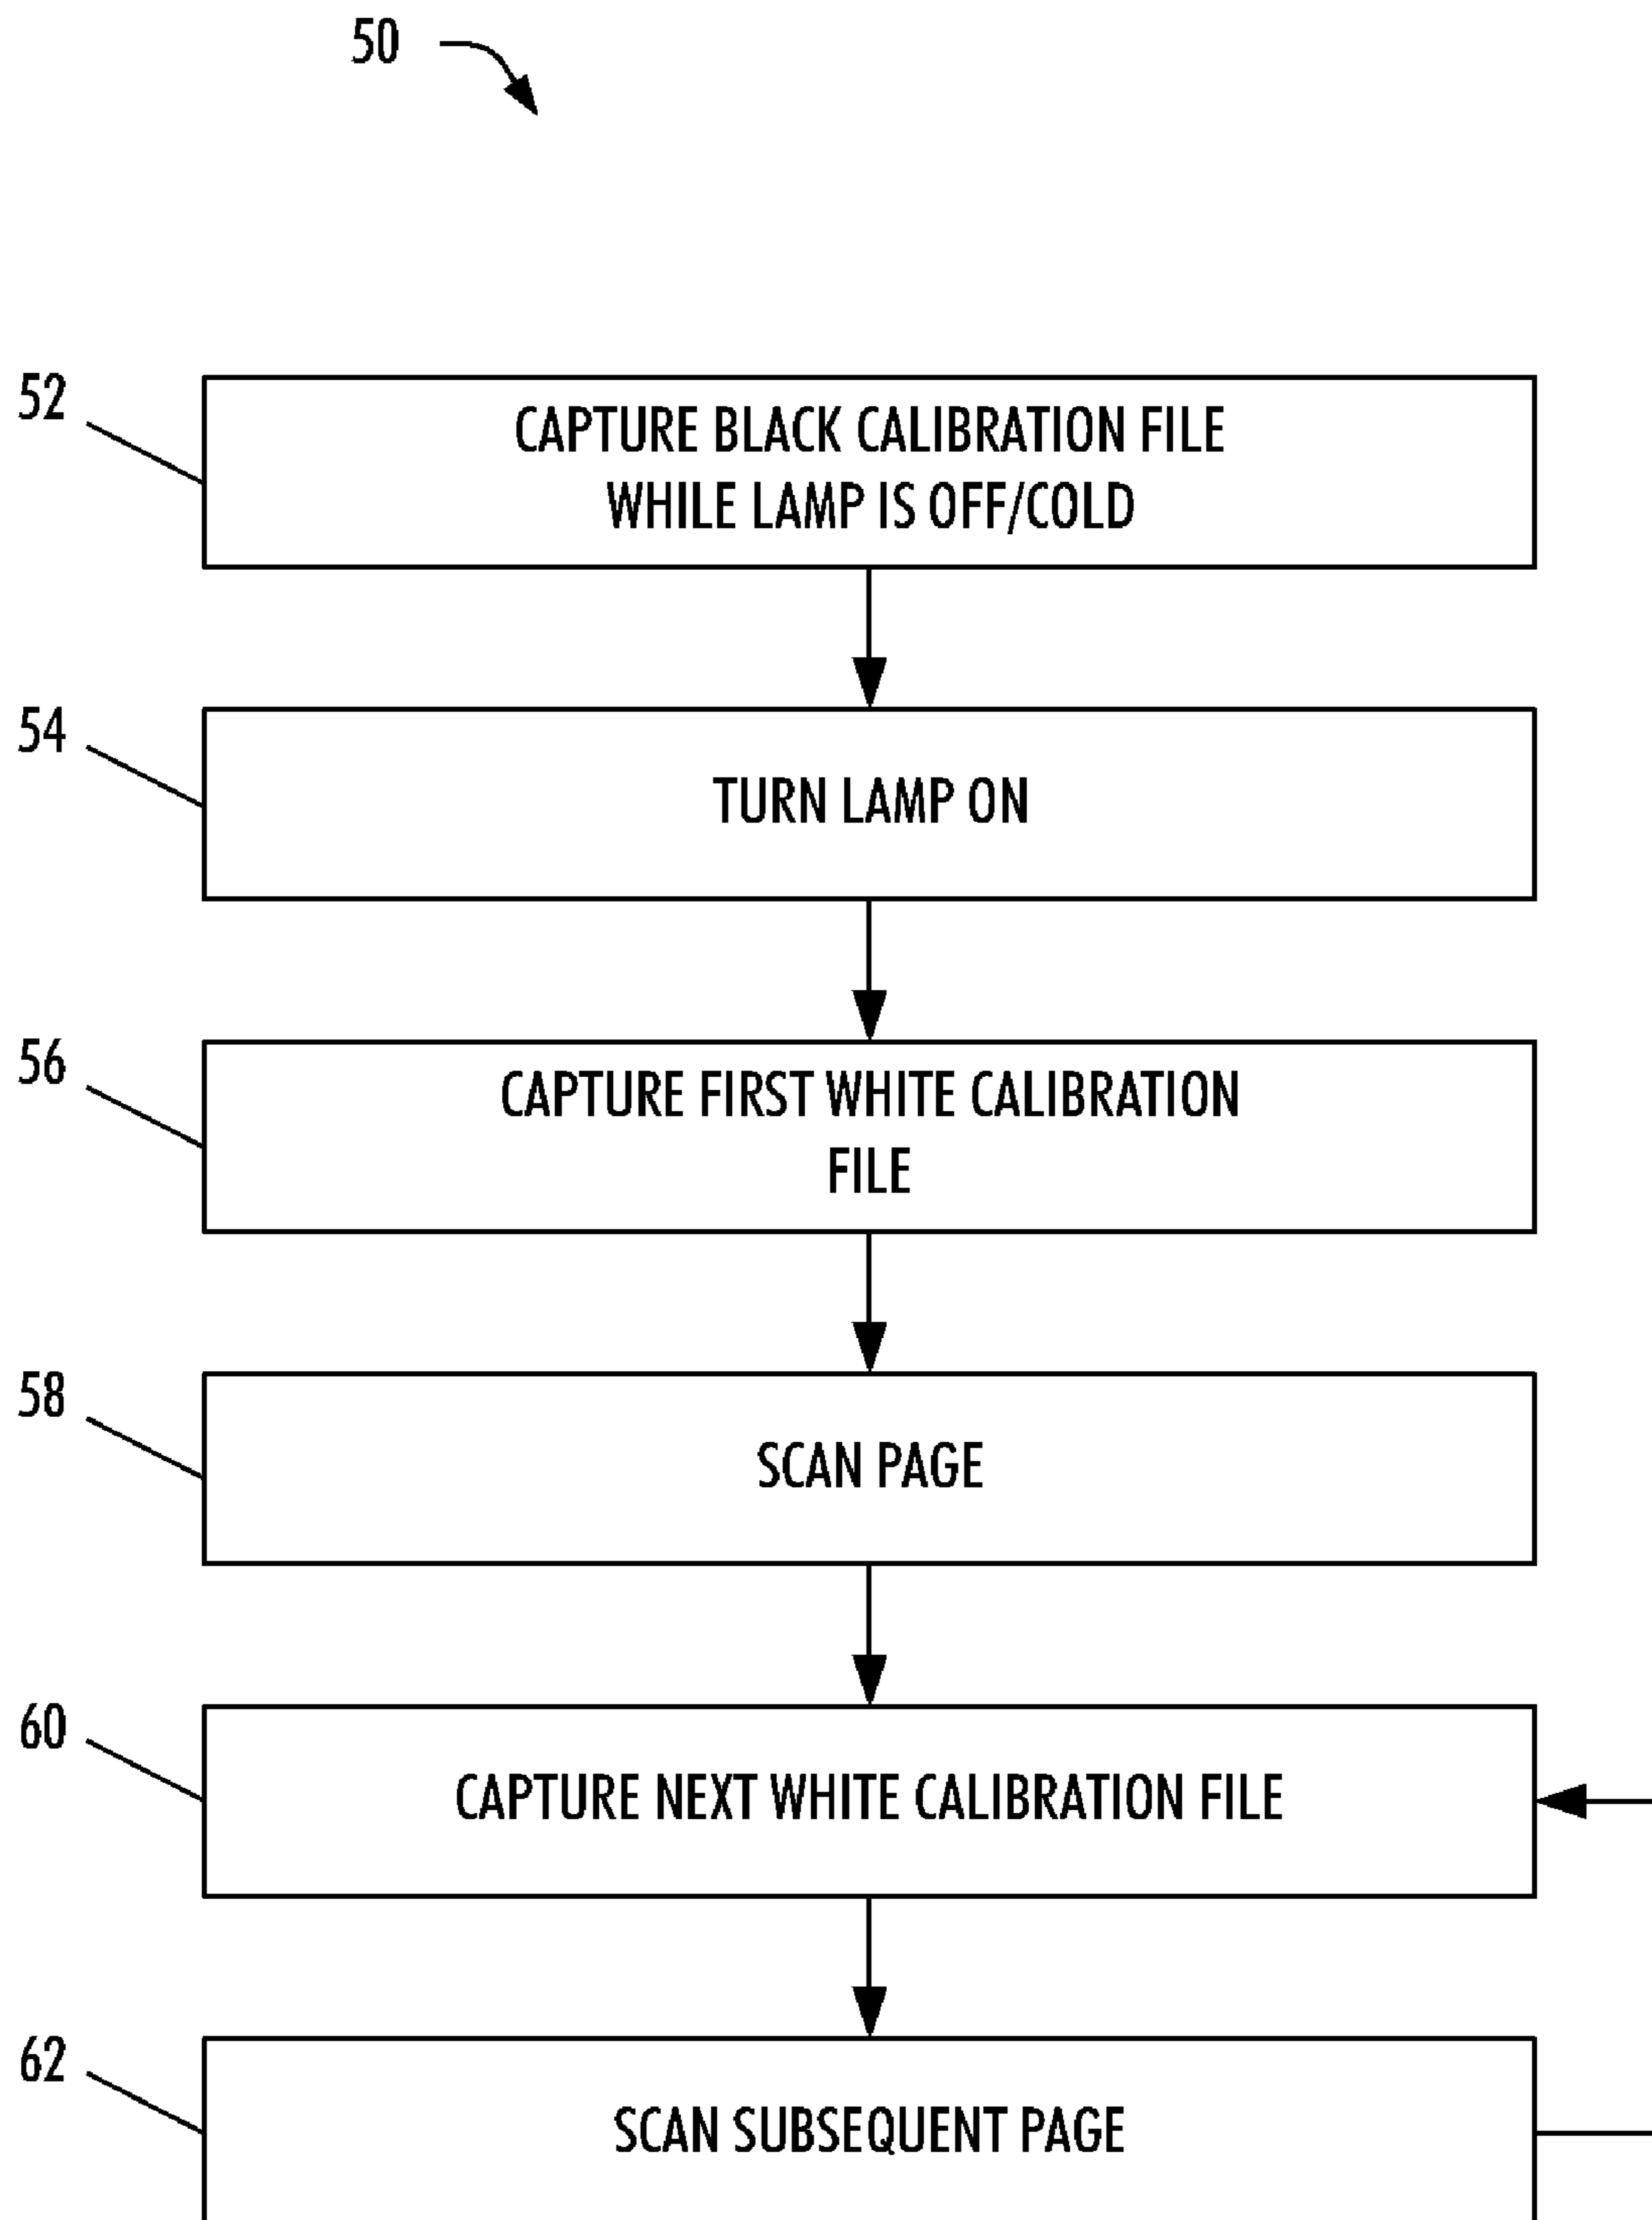 50
52
CAPTURE BLACK CALIBRATION FILE
WHILE LAMP IS OFF/COLD
54
TURN LAMP ON
56
CAPTURE FIRST WHITE CALIBRATION
FILE
58
SCAN PAGE
60
CAPTURE NEXT WHITE CALIBRATION FILE
62
SCAN SUBSEQUENT PAGE